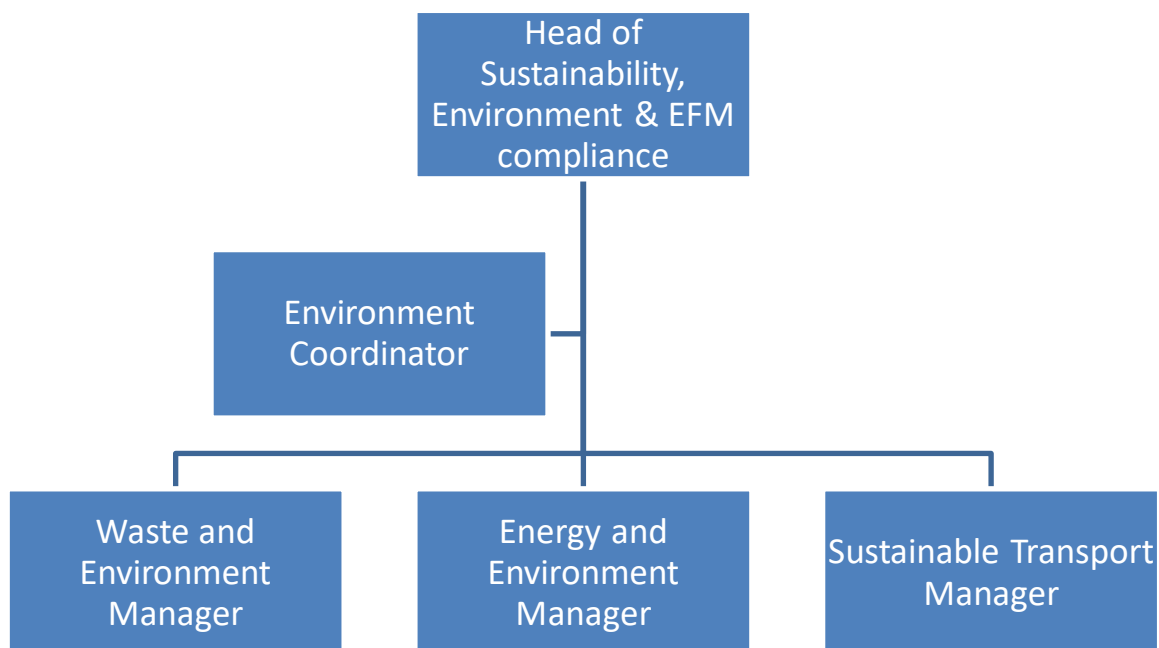 Head of
Sustainability,
Environment & EFM
compliance
Environment
Coordinator
Waste and
Environment
Manager
Energy and
Environment
Manager
Sustainable Transport
Manager